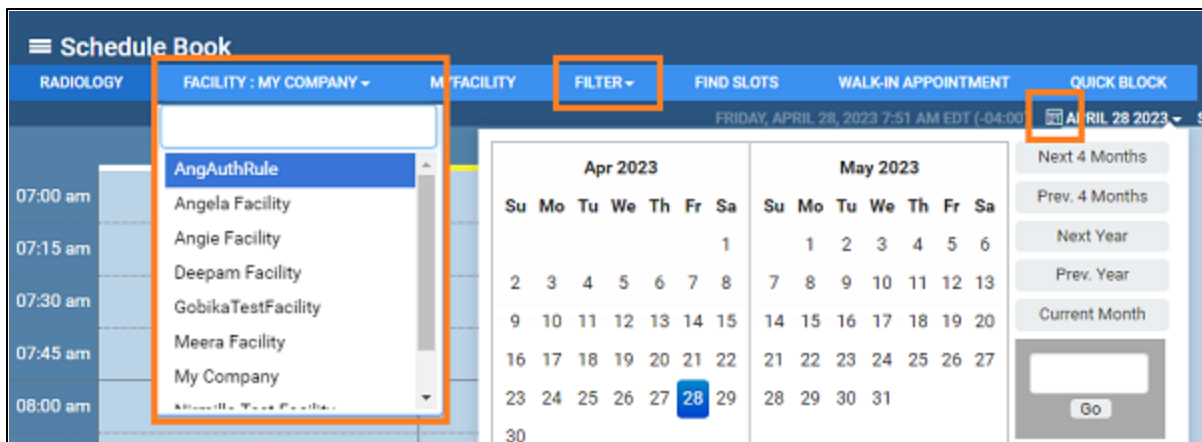 Schedule Book
RADIOLOGY FACILITY : MY COMPANY MYFACILITY FILTER FIND SLOTS WALK-IN APPOINTMENT QUICK BLOCK
FRIDAY, APRIL 28, 2023 7:51 AM EDT (-04:00) APRIL 28 2023
AngAuthRule
Angela Facility
Angie Facility
Deepam Facility
GobikaTestFacility
Meera Facility
My Company
07:00 am
07:15 am
07:30 am
07:45 am
08:00 am
Apr 2023
Su Mo Tu We Th Fr Sa
1
2 3 4 5 6 7 8
9 10 11 12 13 14 15
16 17 18 19 20 21 22
23 24 25 26 27 28 29
30
May 2023
Su Mo Tu We Th Fr Sa
1 2 3 4 5 6
7 8 9 10 11 12 13
14 15 16 17 18 19 20
21 22 23 24 25 26 27
28 29 30 31
Next 4 Months
Prev. 4 Months
Next Year
Prev. Year
Current Month
Go